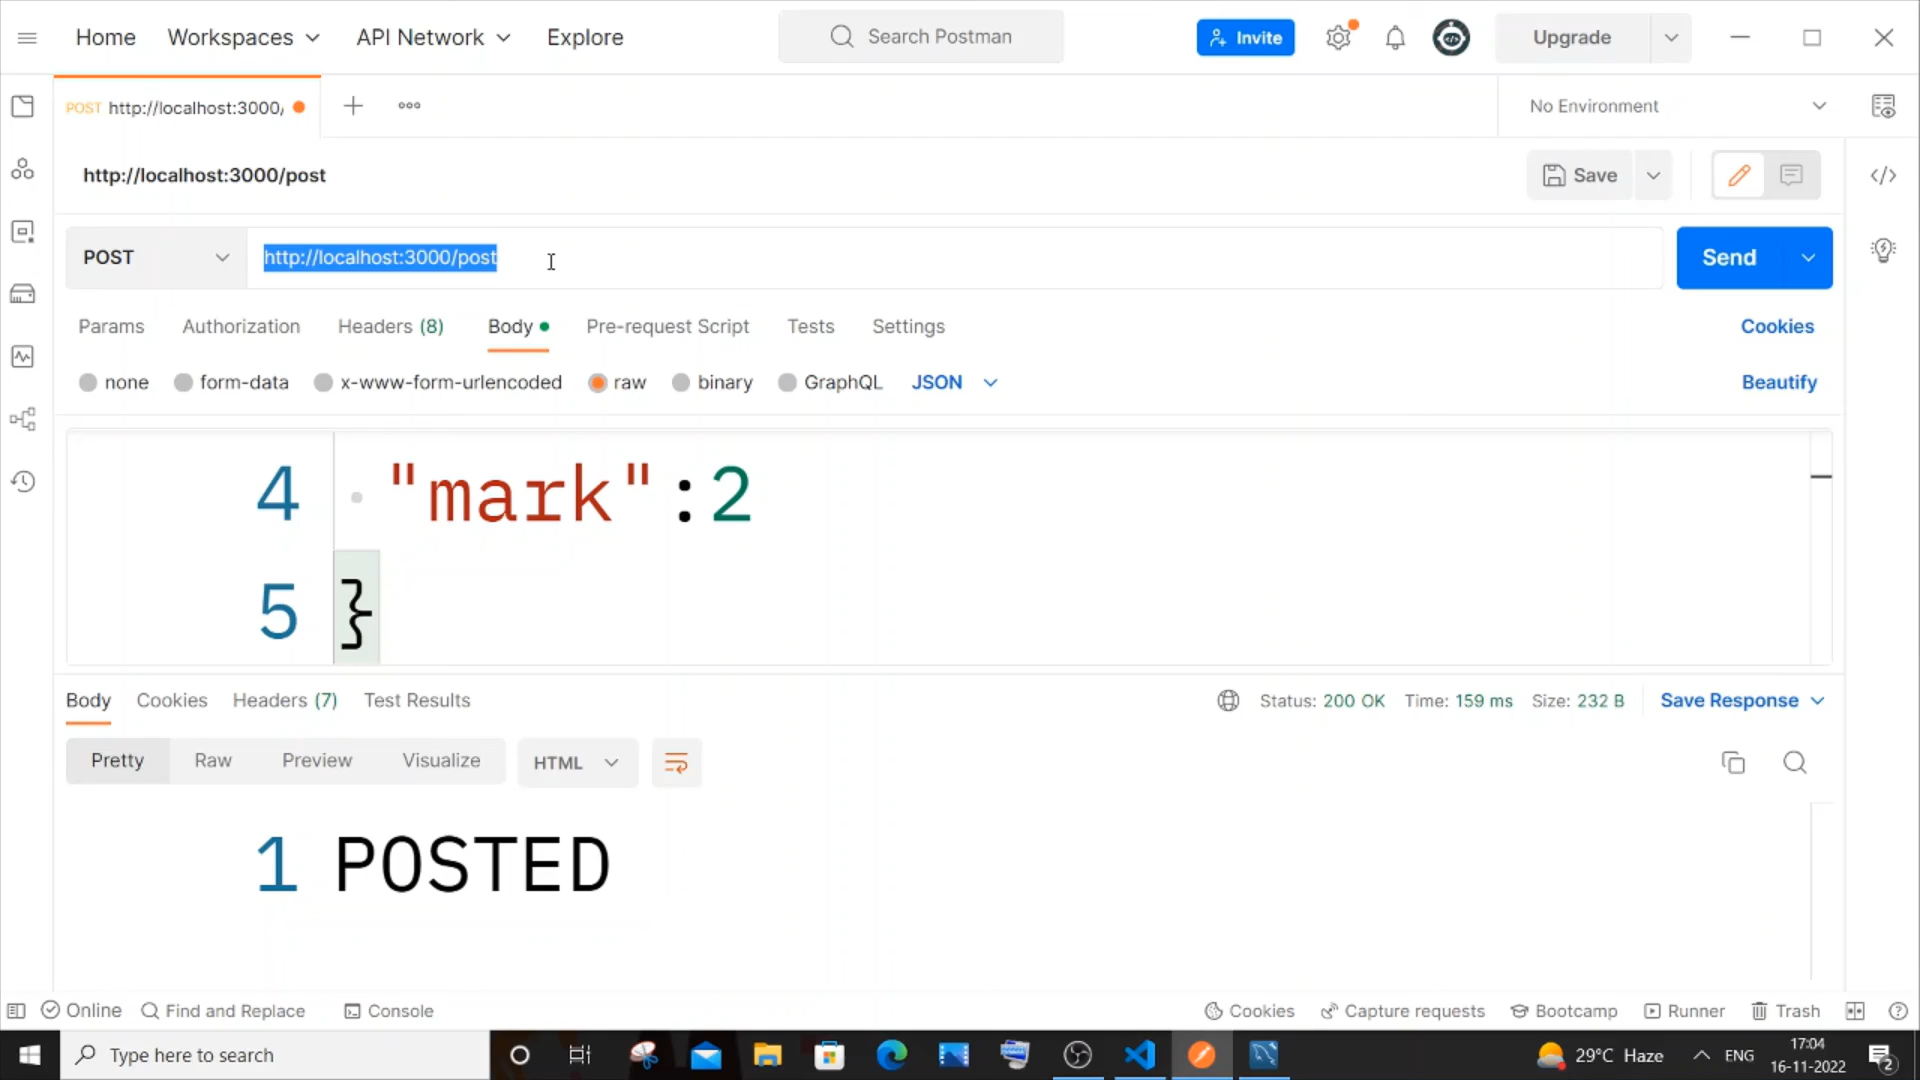 Home Workspaces API Network Explore Search Postman Invite Upgrade
POST http://localhost:3000/ No Environment
http://localhost:3000/post Save
POST http://localhost:3000/post Send
Params Authorization Headers (8) Body Pre-request Script Tests Settings Cookies
none form-data x-www-form-urlencoded raw binary GraphQL JSON Beautify
4 "mark":2
5 }
Body Cookies Headers (7) Test Results Status: 200 OK Time: 159 ms Size: 232 B Save Response
Pretty Raw Preview Visualize HTML
1 POSTED
Online Find and Replace Console Cookies Capture requests Bootcamp Runner Trash
Type here to search 29°C Haze ENG 17:04
16-11-2022 2